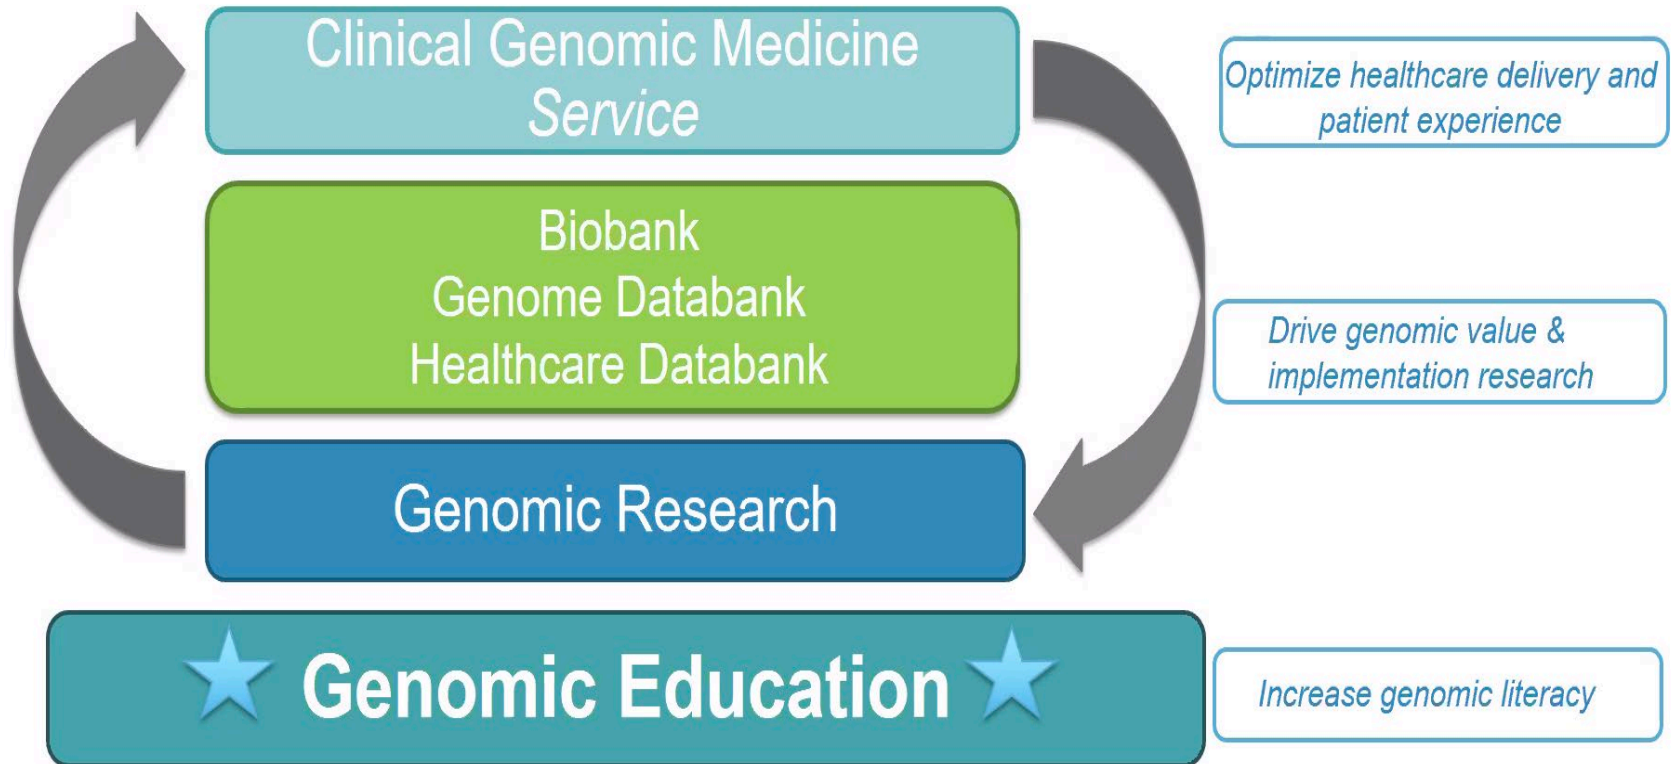 Clinical Genomic Medicine
Service
Optimize healthcare delivery and
patient experience
Biobank
Genome Databank
Healthcare Databank
Drive genomic value &
implementation research
Genomic Research
Genomic Education
Increase genomic literacy